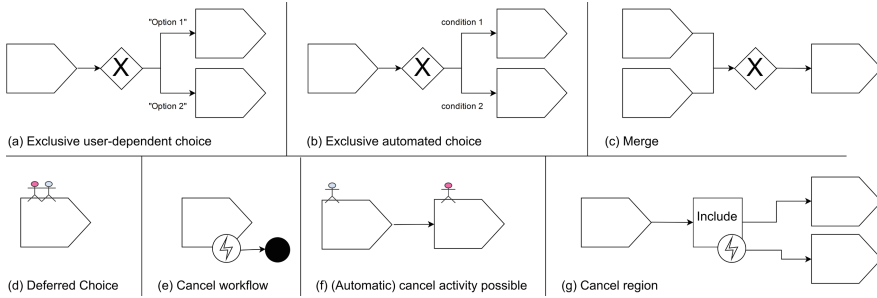 "Option 1"
X
"Option 2"
(a) Exclusive user-dependent choice
condition 1
X
condition 2
(b) Exclusive automated choice
X
(c) Merge
(d) Deferred Choice
(e) Cancel workflow
(f) (Automatic) cancel activity possible
Include
(g) Cancel region